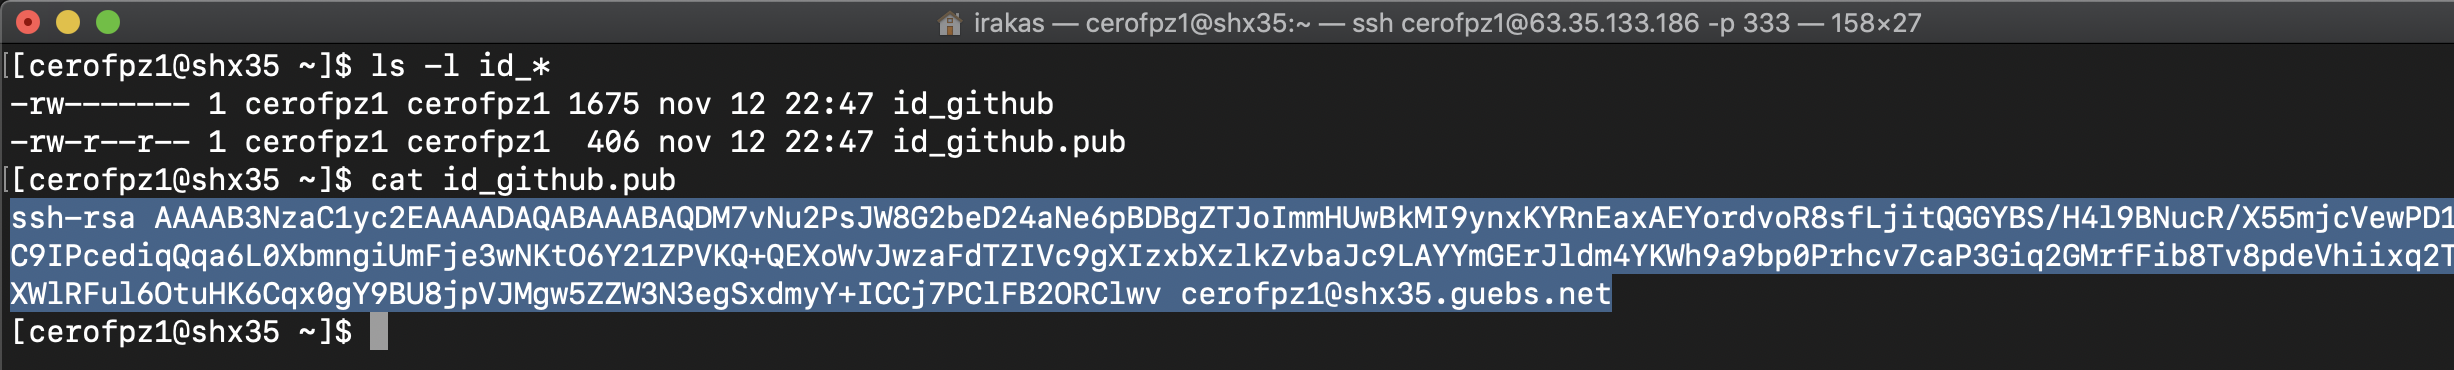 irakas — cerofpz1@shx35:~ — ssh cerofpz1@63.35.133.186 -p 333 — 158×27
[[cerofpz1@shx35 ~]$ ls -l id_*
-rw------- 1 cerofpz1 cerofpz1 1675 nov 12 22:47 id_github
-rw-r--r-- 1 cerofpz1 cerofpz1  406 nov 12 22:47 id_github.pub
[[cerofpz1@shx35 ~]$ cat id_github.pub
ssh-rsa AAAAB3NzaC1yc2EAAAADAQABAAABAQDM7vNu2PsJW8G2beD24aNe6pBDBgZTJoImmHUwBkMI9ynxKYRnEaxAEYordvoR8sfLjitQGGYBS/H4l9BNucR/X55mjcVewPD1
C9IPcediqQqa6L0XbmngiUmFje3wNKtO6Y21ZPVKQ+QEXoWvJwzaFdTZIVc9gXIzxbXzlkZvbaJc9LAYYmGErJldm4YKWh9a9bp0Prhcv7caP3Giq2GMrfFib8Tv8pdeVhiixq2T
XWlRFul6OtuHK6Cqx0gY9BU8jpVJMgw5ZZW3N3egSxdmyY+ICCj7PClFB2ORClwv cerofpz1@shx35.guebs.net
[cerofpz1@shx35 ~]$